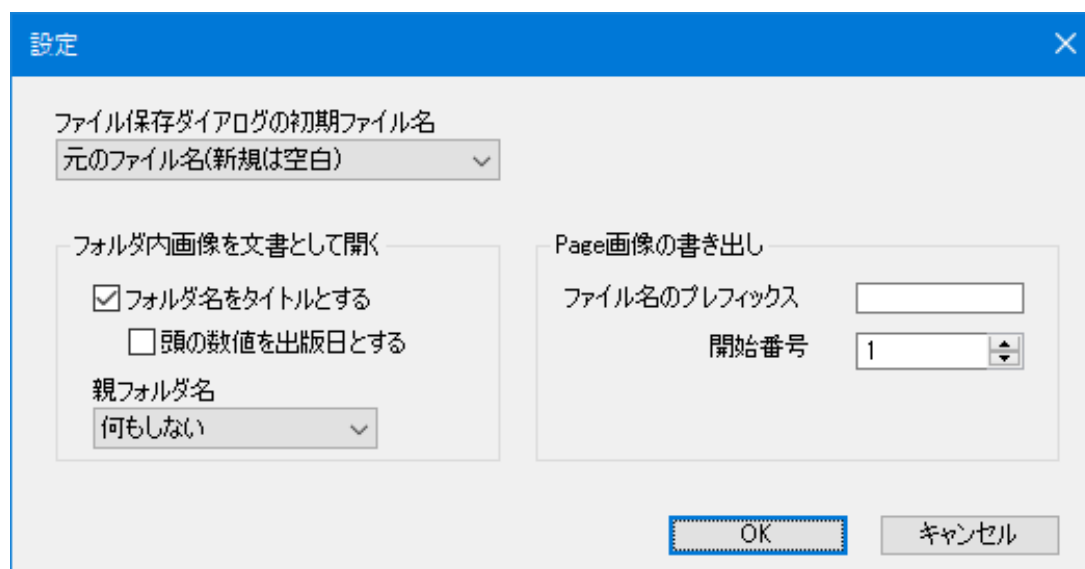 設定
ファイル保存ダイアログの初期ファイル名
元のファイル名(新規は空白)
フォルダ内画像を文書として開く
フォルダ名をタイトルとする
頭の数値を出版日とする
親フォルダ名
何もしない
Page画像の書き出し
ファイル名のプレフィックス
開始番号 1
OK キャンセル